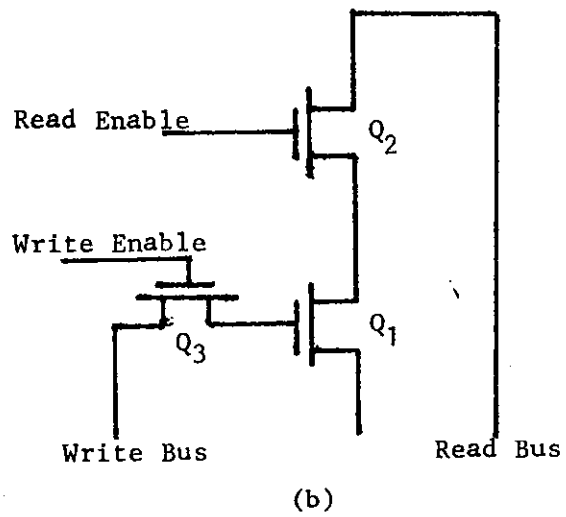 Read Enable
Q2
Write Enable
Q1
Q3
Write Bus
Read Bus
(b)